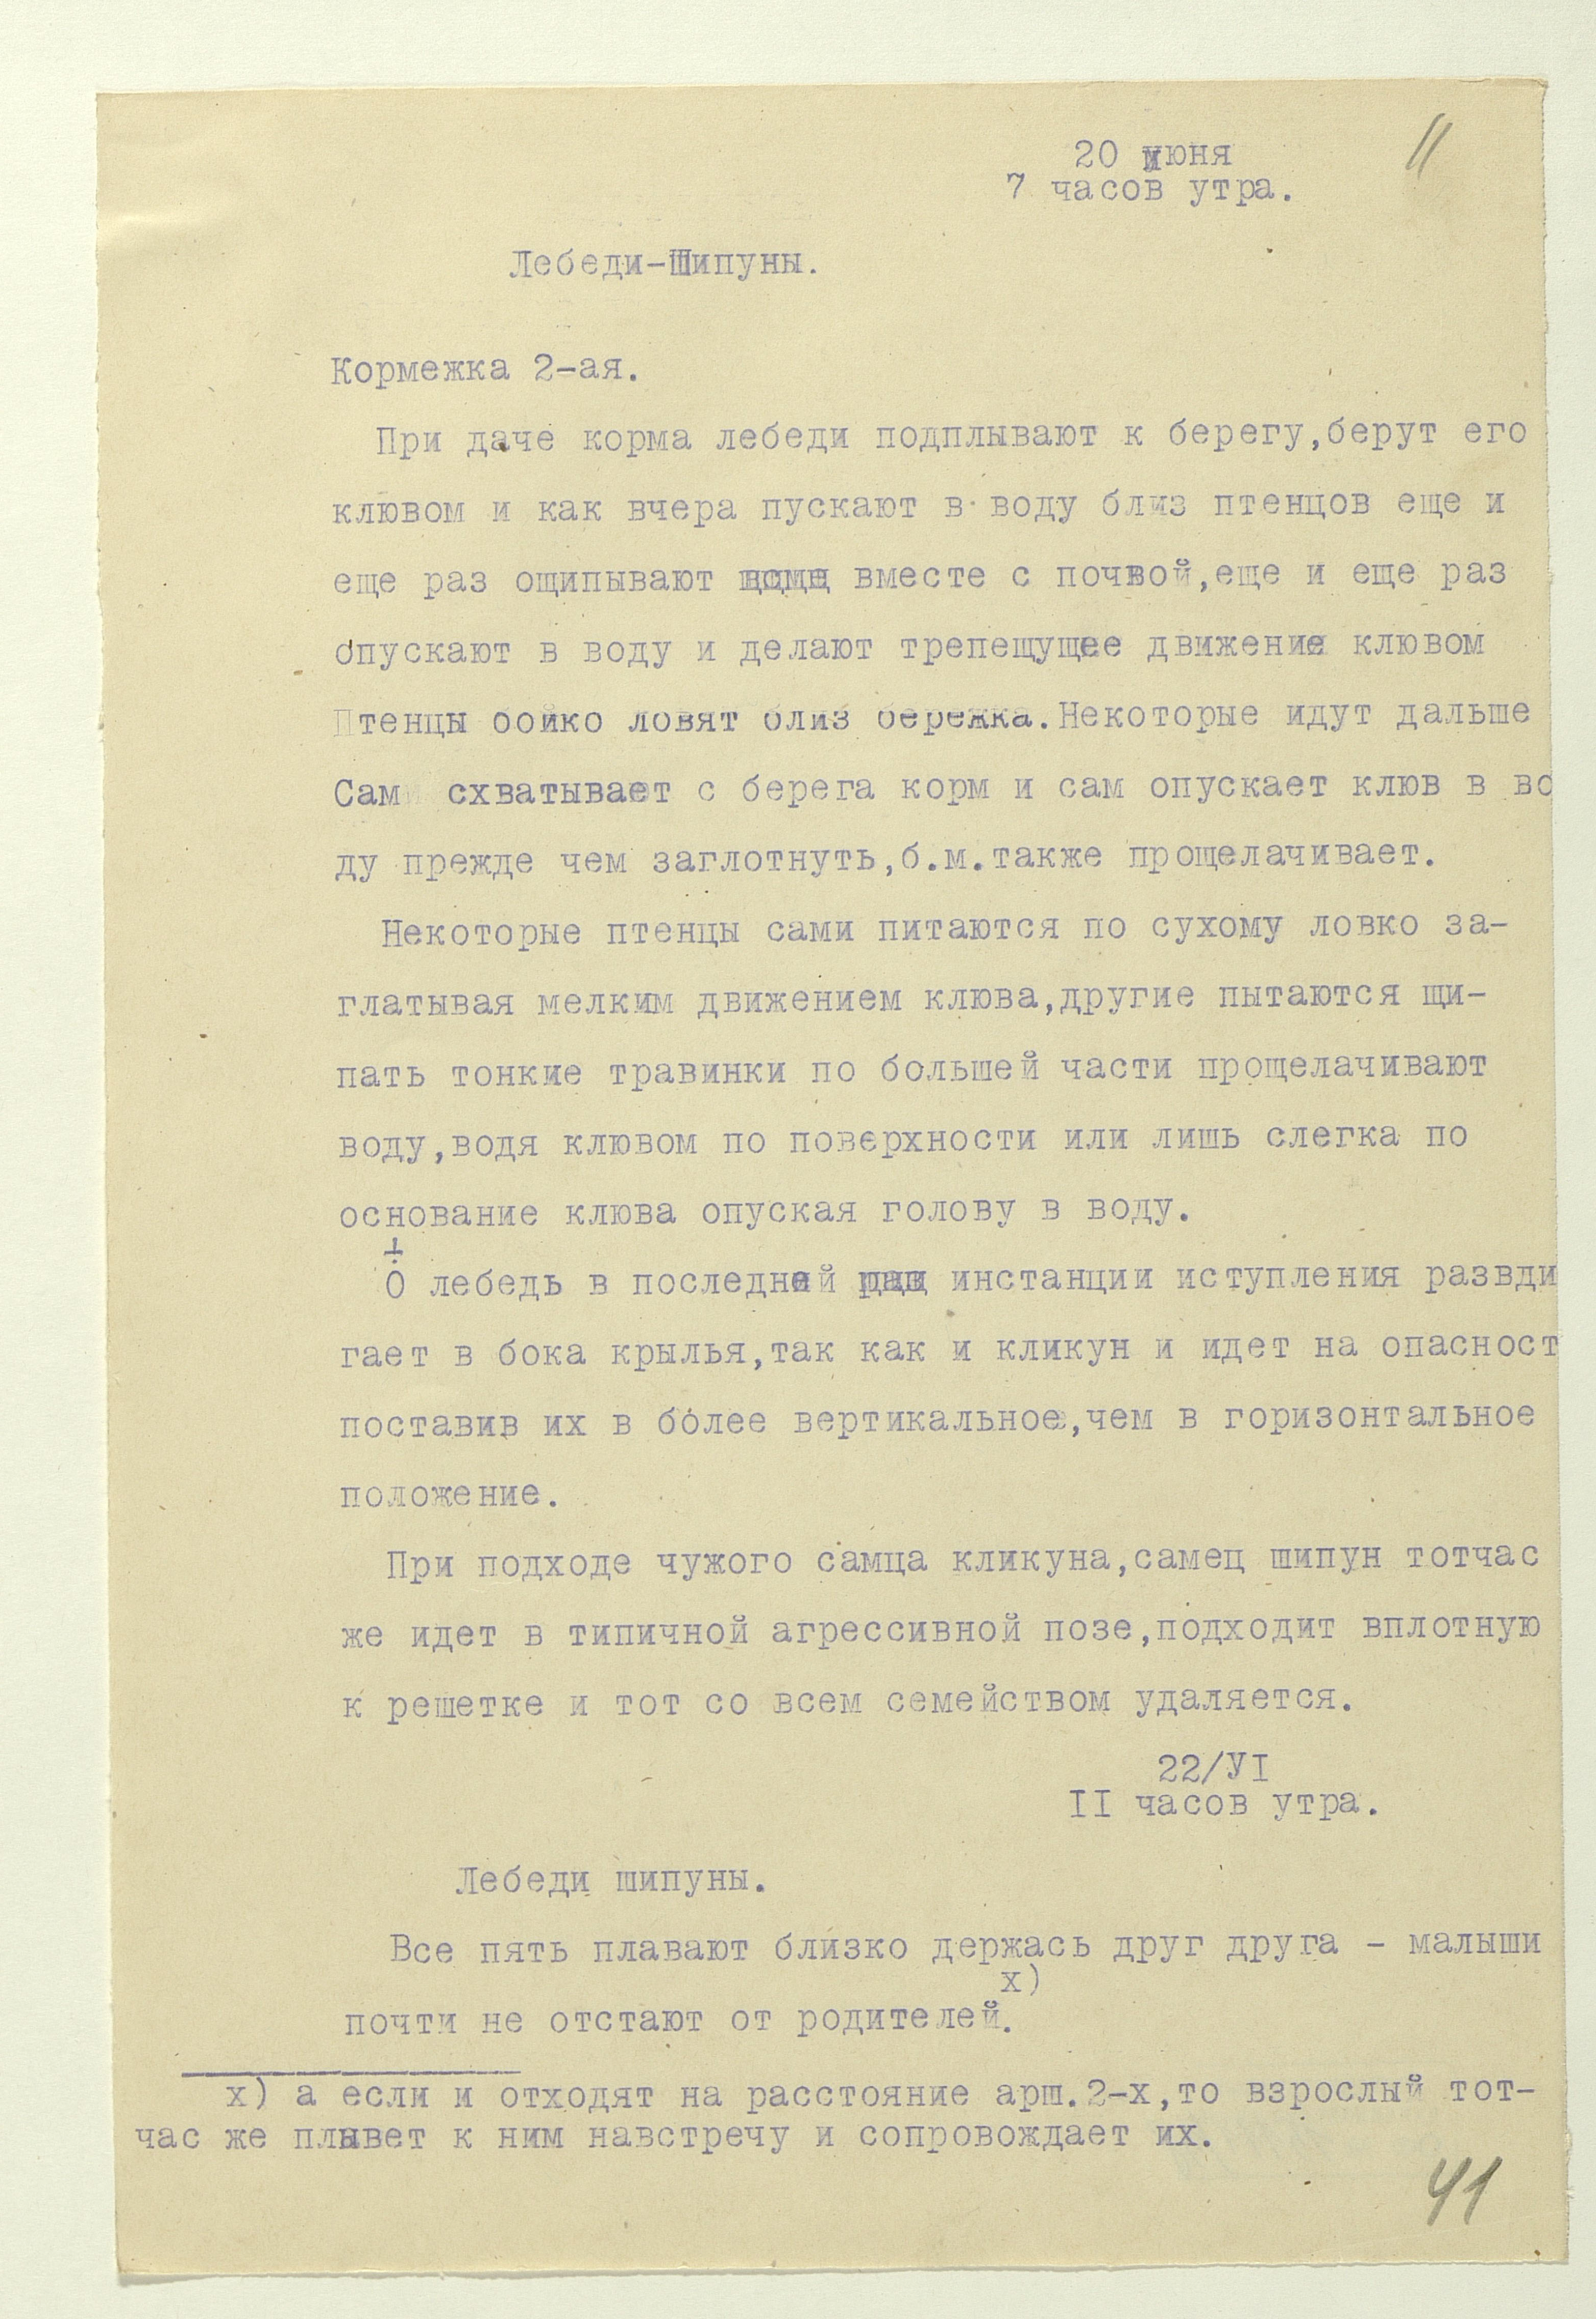 11
20 июня
7 часов утра.
Лебеди-Шипуны.
Кормежка 2-ая.
При даче корма лебеди подплывают к берегу,берут его
клювом и как вчера пускают в воду близ птенцов еще и
еще раз ощипывают вместе с почвой,еще и еще раз
опускают в воду и делают трепещущее движение клювом
Птенцы бойко ловят близ бережка.Некоторые идут дальше
Сам схватывает с берега корм и сам опускает клюв в во
ду прежде чем заглотнуть,б.м.также прощелачивает.
Некоторые птенцы сами питаются по сухому ловко за-
глатывая мелким движением клюва,другие пытаются щи-
пать тонкие травинки по большей части прощелачивают
воду,водя клювом по поверхности или лишь слегка по
основание клюва опуская голову в воду.
О лебедь в последней инстанции иступления развди
гает в бока крылья,так как и кликун и идет на опасност
поставив их в более вертикальное,чем в горизонтальное
положение.
При подходе чужого самца кликуна,самец шипун тотчас
же идет в типичной агрессивной позе,подходит вплотную
к решетке и тот со всем семейством удаляется.
22/УI
II часов утра.
Лебеди шипуны.
Все пять плавают близко держась друг друга - малыши
х)
почти не отстают от родителей.
х) а если и отходят на расстояние арш.2-х,то взрослый тот-
час же плывет к ним навстречу и сопровождает их.
41